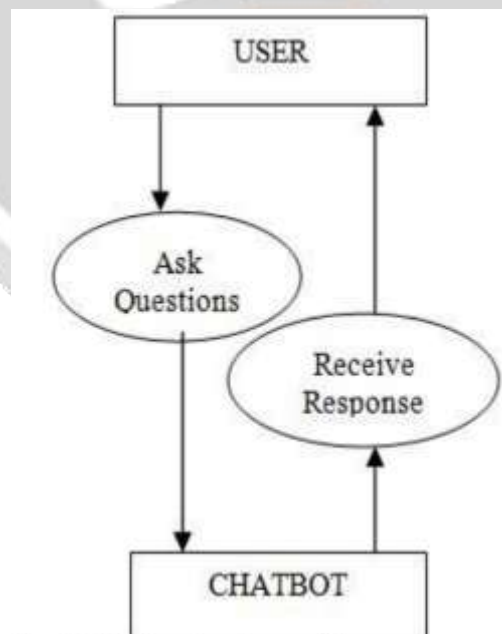 USER
Ask
Questions
Receive
Response
CHATBOT